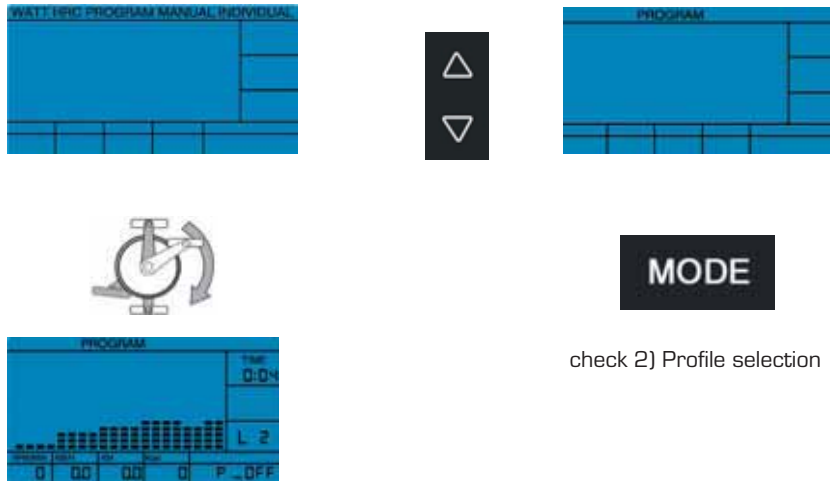 WATT HRC PROGRAM MANUAL INDIVIDUAL
PROGRAM
MODE
check 2) Profile selection
PROGRAM
TIME
0:04
L 2
0 0.0 0.0 0 P_OFF